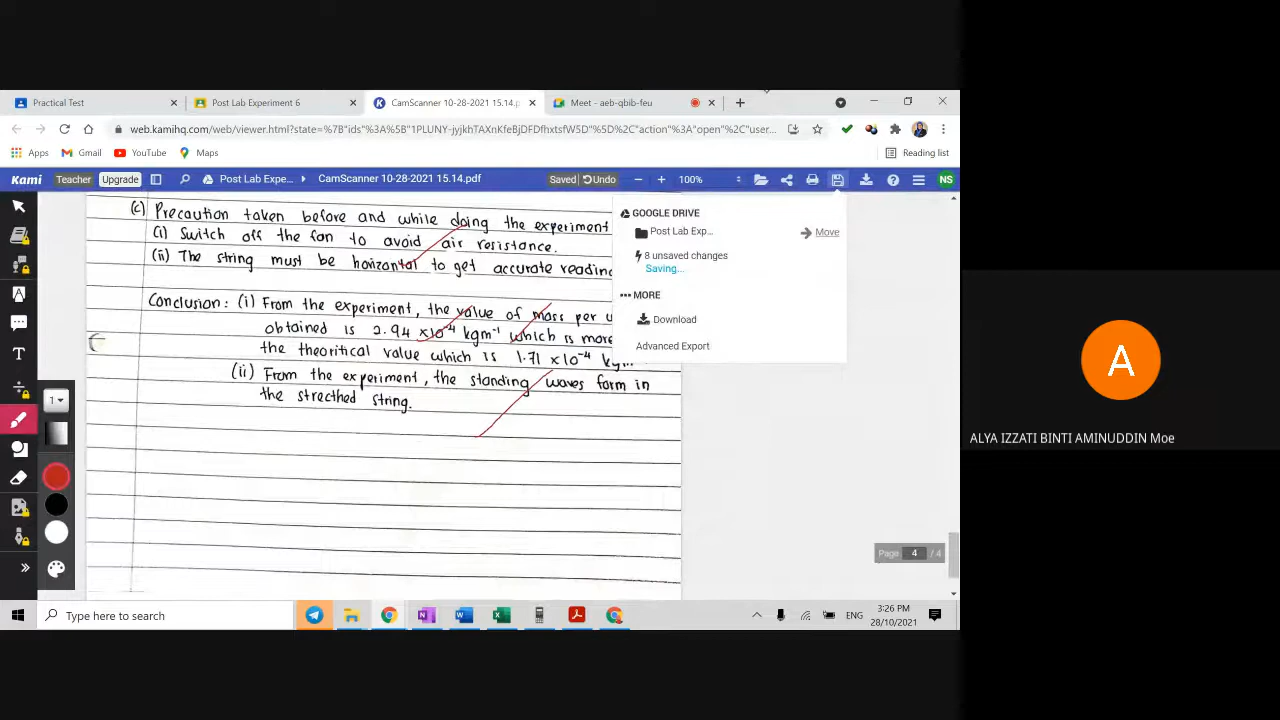 Practical Test
Post Lab Experiment 6
CamScanner 10-28-2021 15.14.p
Meet - aeb-qbib-feu
web.kamihq.com/web/viewer.html?state=%7B"ids"%3A%5B"1PLUNY-jyjkhTAXnKfeBjDFDfhxtsfW5D"%5D%2C"action"%3A"open"%2C"user...
Apps
Gmail
YouTube
Maps
Reading list
Kami
Teacher
Upgrade
Post Lab Expe...
CamScanner 10-28-2021 15.14.pdf
Saved
Undo
100%
NS
(c) Precaution taken before and while doing the experiment
(i) Switch off the fan to avoid air resistance.
(ii) The string must be horizontal to get accurate readin
Conclusion: (i) From the experiment, the value of mass per u
obtained is 2.94 x10⁻⁴ kgm⁻¹ which is more
the theoritical value which is 1.71 x10⁻⁴ kgm
(ii) From the experiment, the standing waves form in
the strecthed string.
GOOGLE DRIVE
Post Lab Exp...
Move
8 unsaved changes
Saving...
MORE
Download
Advanced Export
T
1
Page 4 / 4
A
ALYA IZZATI BINTI AMINUDDIN Moe
Type here to search
ENG
3:26 PM
28/10/2021